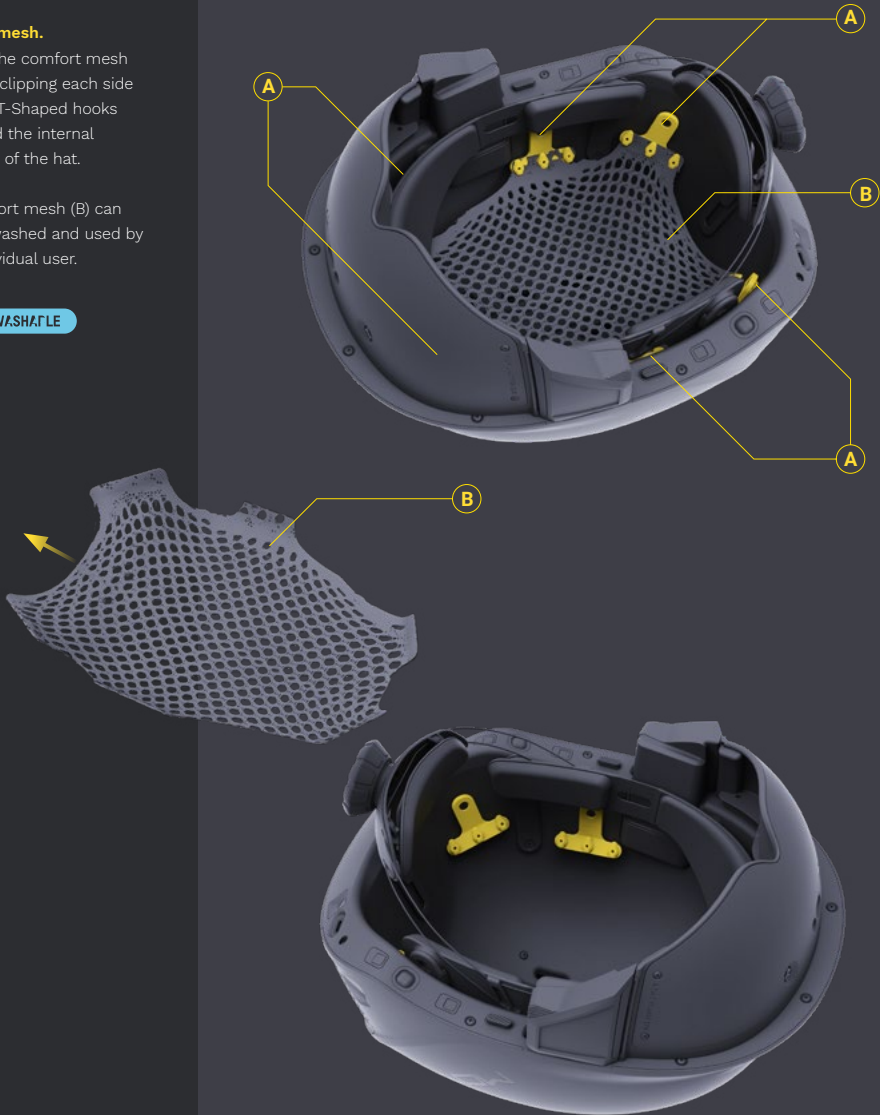 mesh.
he comfort mesh
clipping each side
T-Shaped hooks
d the internal
of the hat.
ort mesh (B) can
washed and used by
vidual user.
WASHABLE
A
A
B
A
B